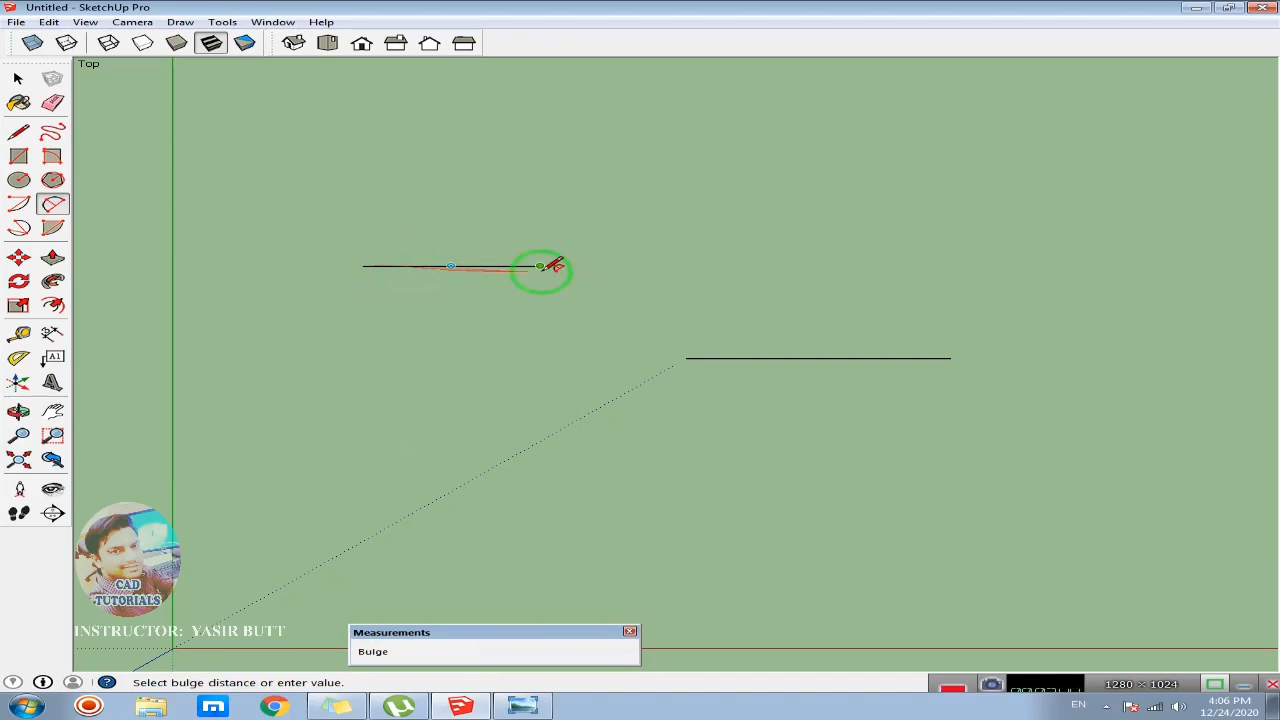 Untitled - SketchUp Pro
File Edit View Camera Draw Tools Window Help
Top
A1
CAD
TUTORIALS
INSTRUCTOR: YASIR BUTT
Measurements
Bulge
Select bulge distance or enter value.
1280 × 1024
EN
4:06 PM
12/24/2020